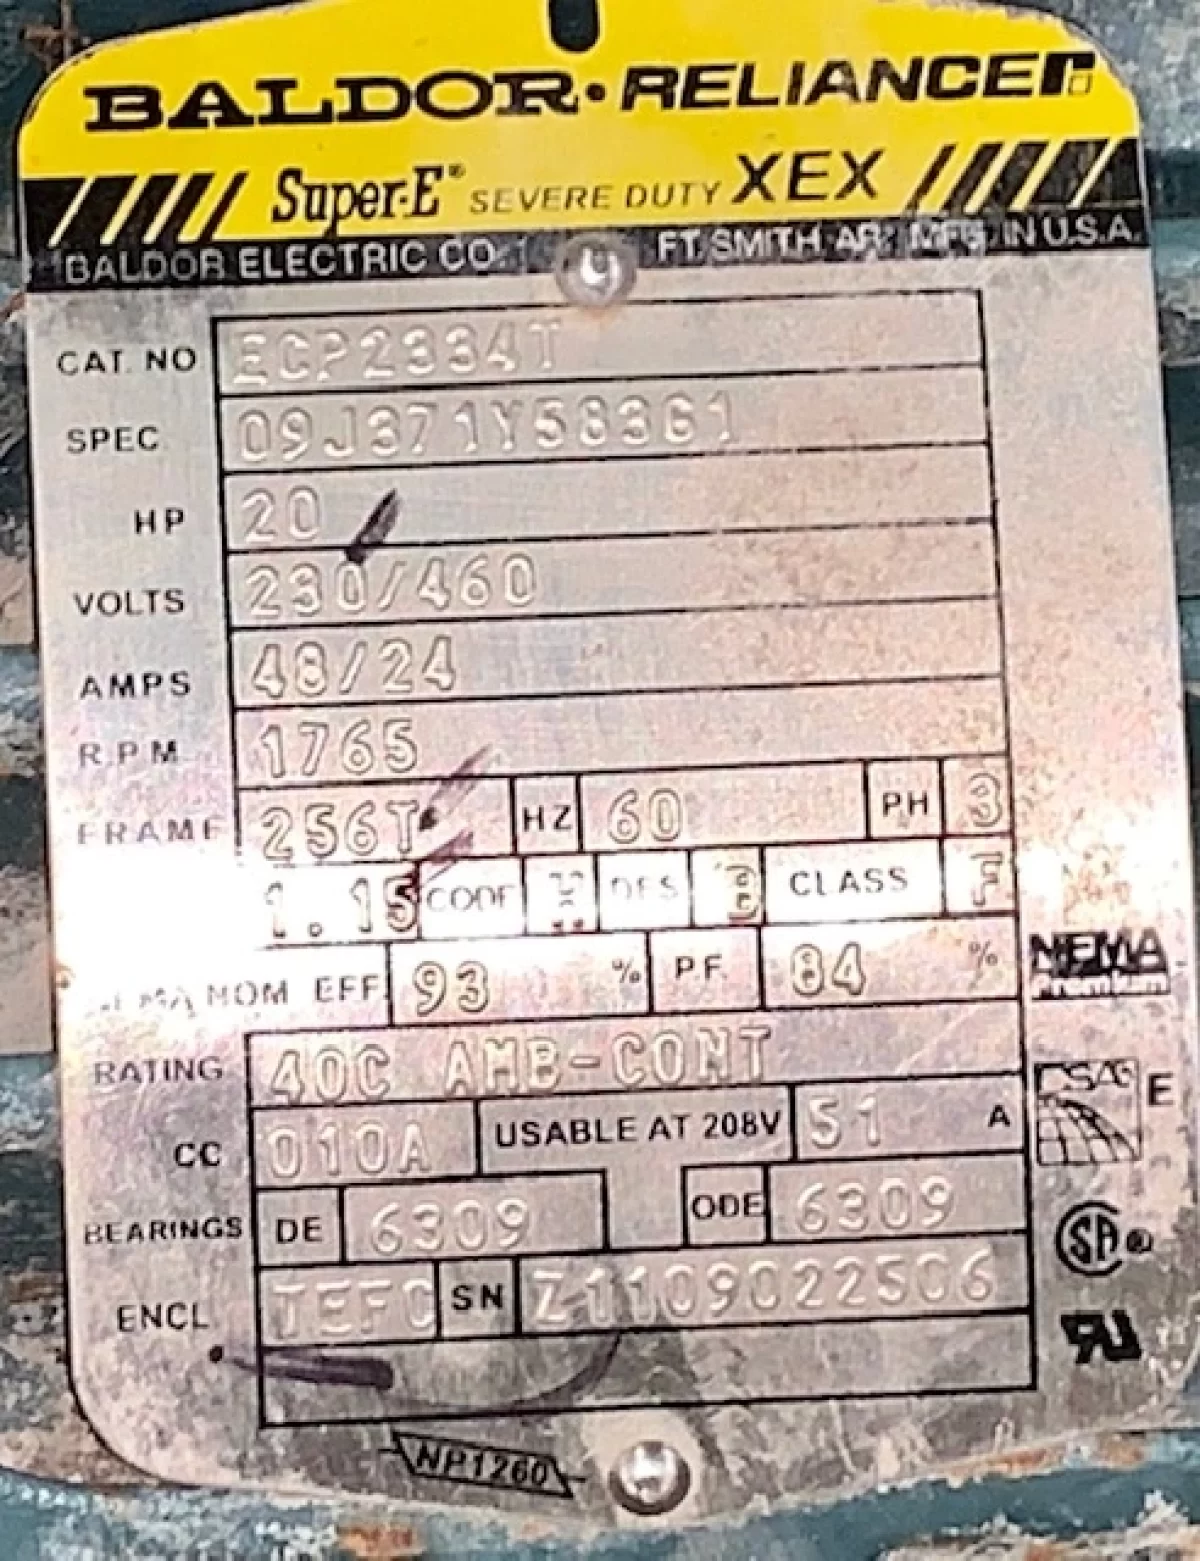 BALDOR • RELIANCE
Super-E® SEVERE DUTY XEX
BALDOR ELECTRIC CO. FT. SMITH, AR. MFG. IN U.S.A.
CAT. NO ECP2334T
SPEC. 09J371Y583G1
HP 20
VOLTS 230/460
AMPS 48/24
R.P.M. 1765
FRAME 256T HZ 60 PH 3
1.15 CODE DES B CLASS F
NEMA NOM EFF 93 % P.F. 84 %
NEMA Premium
RATING 40C AMB-CONT
CC 010A USABLE AT 208V 51 A
E
BEARINGS DE 6309 ODE 6309
ENCL TEFC SN Z1109022506
NP1260